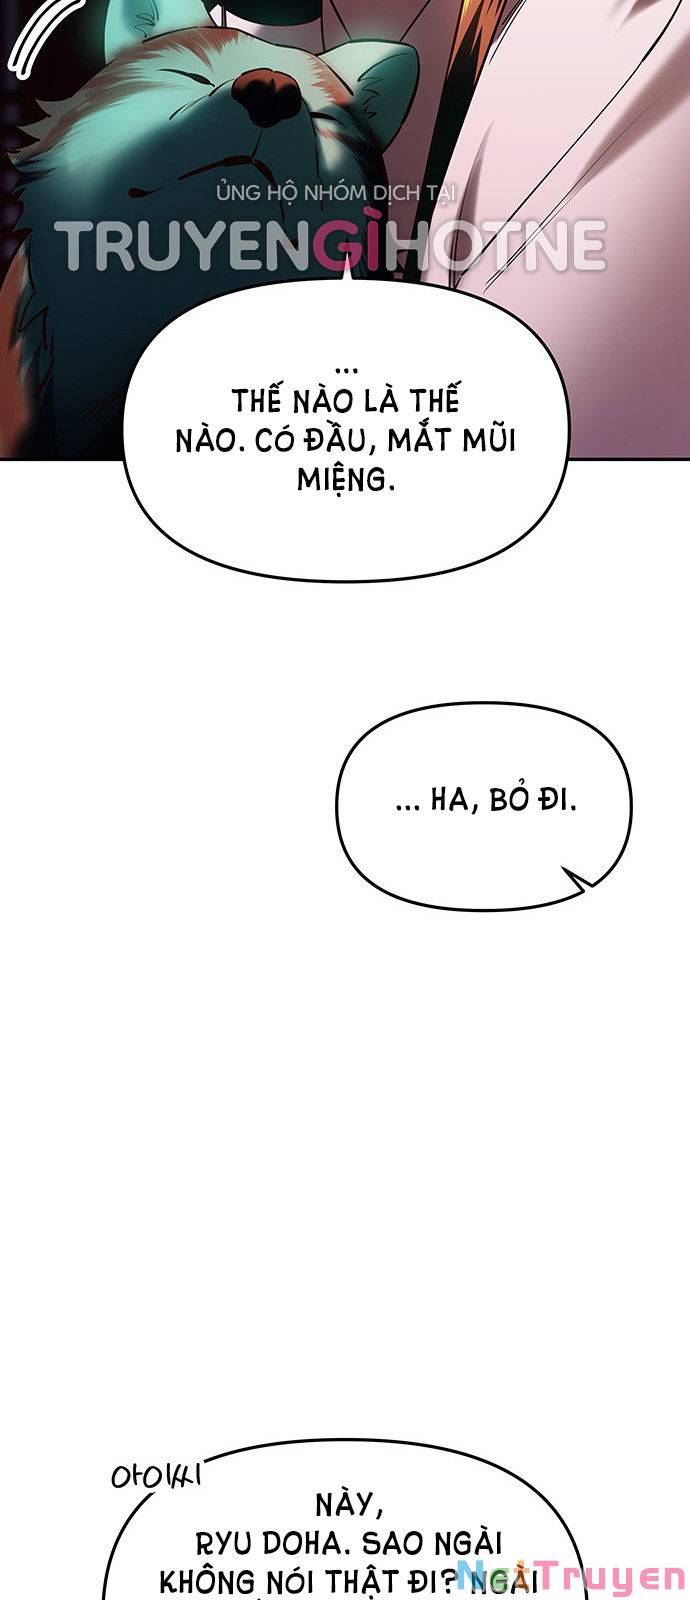 ỦNG HỘ NHÓM DỊCH TẠI
TRUYENGÌHOTNE
...
THẾ NÀO LÀ THẾ
NÀO. CÓ ĐẦU, MẮT MŨI
MIỆNG.
... HA, BỎ ĐI.
아이씨
NÀY,
RYU DOHA. SAO NGÀI
KHÔNG NÓI THẬT ĐI? NGÀI
NetTruyen